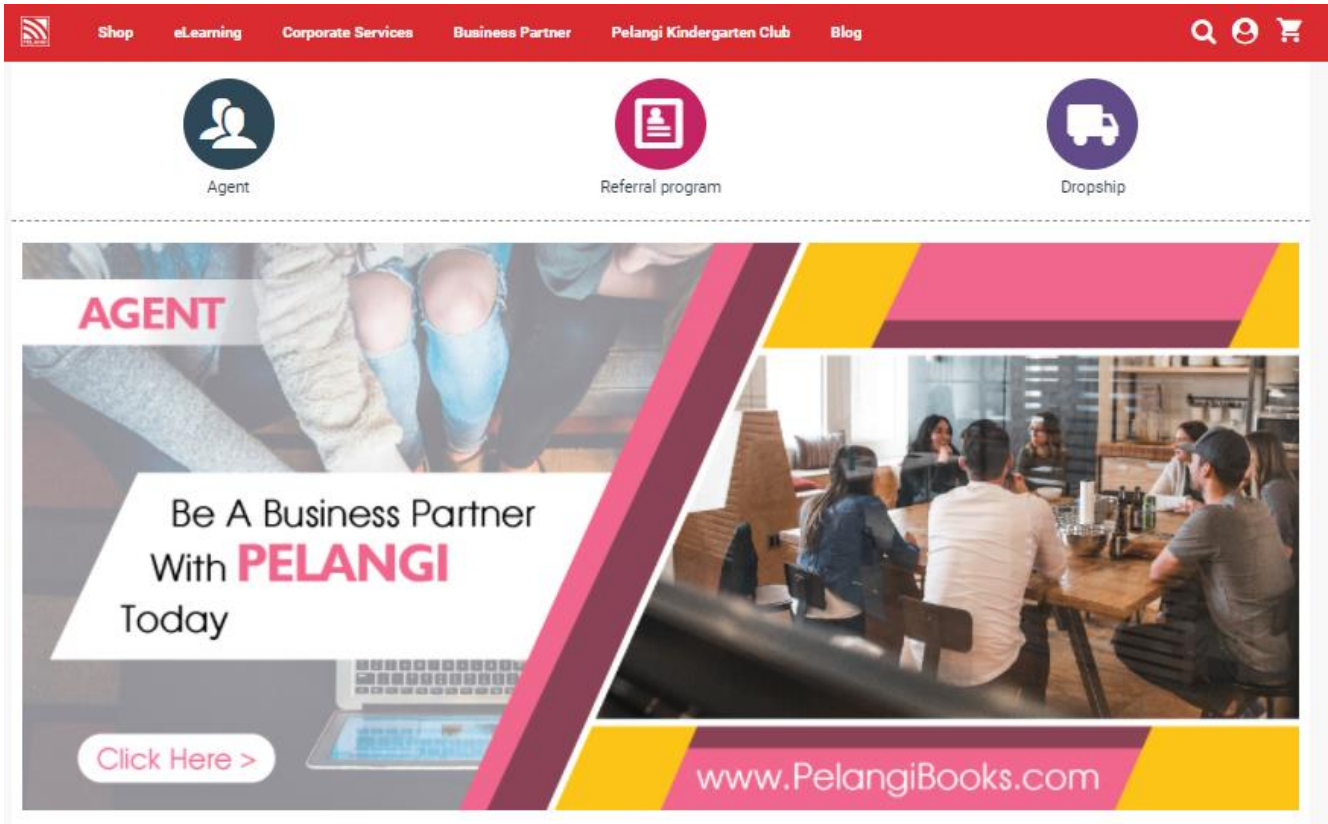 PELANGI
Shop eLearning Corporate Services Business Partner Pelangi Kindergarten Club Blog
Agent Referral program Dropship
AGENT
Be A Business Partner
With PELANGI
Today
Click Here >
www.PelangiBooks.com